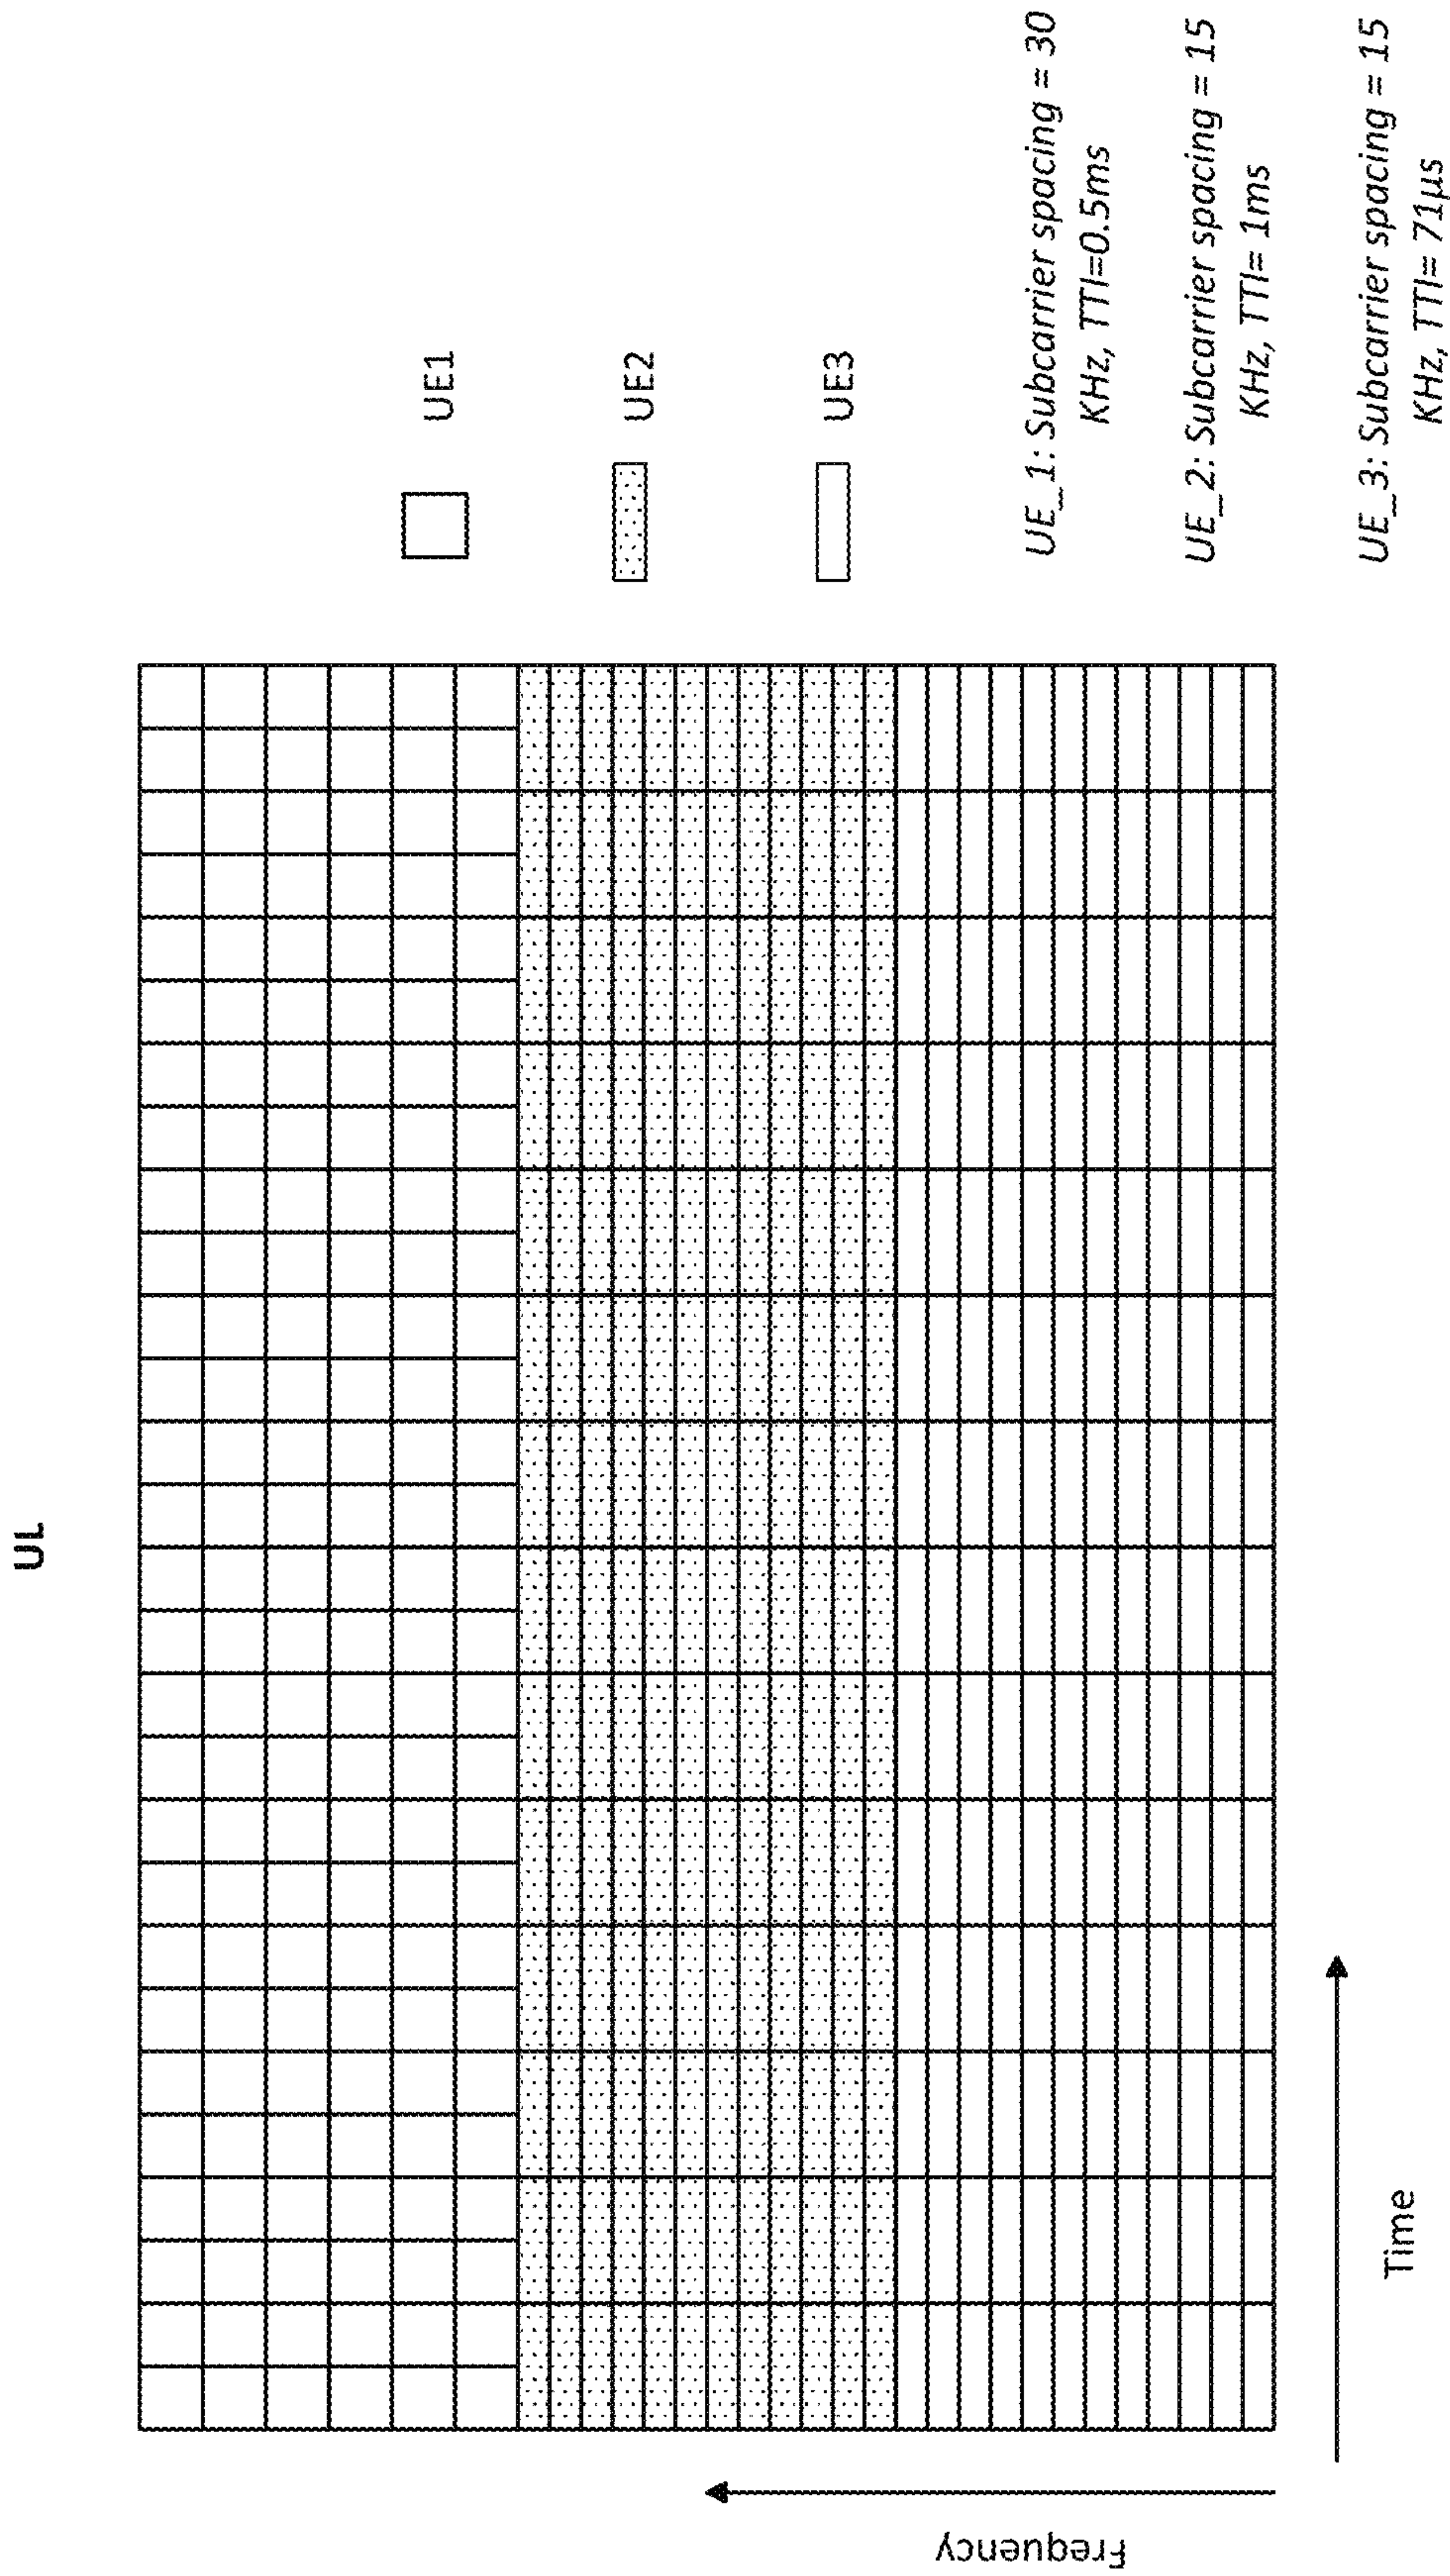 UL
UE1
UE2
UE3
UE_1: Subcarrier spacing = 30
KHz, TTI=0.5ms
UE_2: Subcarrier spacing = 15
KHz, TTI= 1ms
UE_3: Subcarrier spacing = 15
KHz, TTI= 71µs
Frequency
Time